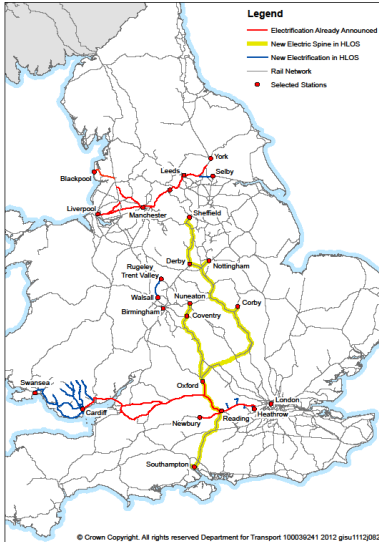 Legend
Electrification Already Announced
New Electric Spine in HLOS
New Electrification in HLOS
Rail Network
Selected Stations
York
Leeds
Selby
Blackpool
Liverpool
Manchester
Sheffield
Derby
Nottingham
Rugeley
Trent Valley
Nuneaton
Walsall
Corby
Birmingham
Coventry
Swansea
Oxford
London
Cardiff
Heathrow
Newbury
Reading
Southampton
© Crown Copyright. All rights reserved Department for Transport 100039241 2012 gisu1112j082